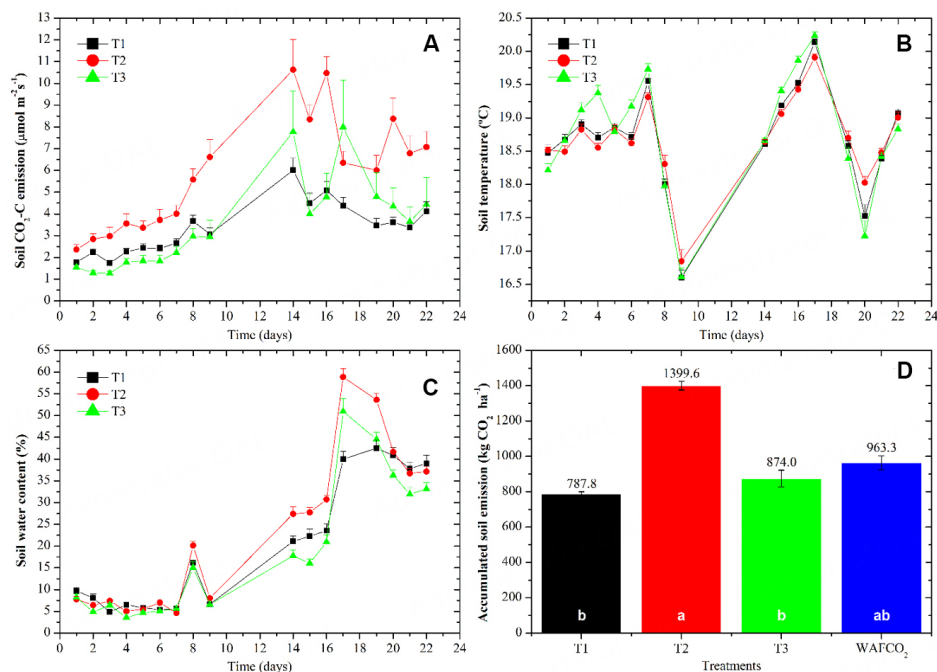 A
T1
T2
T3
Soil CO₂-C emission (µmol m⁻² s⁻¹)
13
12
11
10
9
8
7
6
5
4
3
2
1
0
0 2 4 6 8 10 12 14 16 18 20 22 24
Time (days)
B
T1
T2
T3
Soil temperature (ºC)
20.5
20.0
19.5
19.0
18.5
18.0
17.5
17.0
16.5
0 2 4 6 8 10 12 14 16 18 20 22 24
Time (days)
C
T1
T2
T3
Soil water content (%)
65
60
55
50
45
40
35
30
25
20
15
10
5
0
0 2 4 6 8 10 12 14 16 18 20 22 24
Time (days)
D
Accumulated soil emission (kg CO₂ ha⁻¹)
1600
1400
1200
1000
800
600
400
200
0
787.8
1399.6
874.0
963.3
b a b ab
T1 T2 T3 WAFCO₂
Treatments